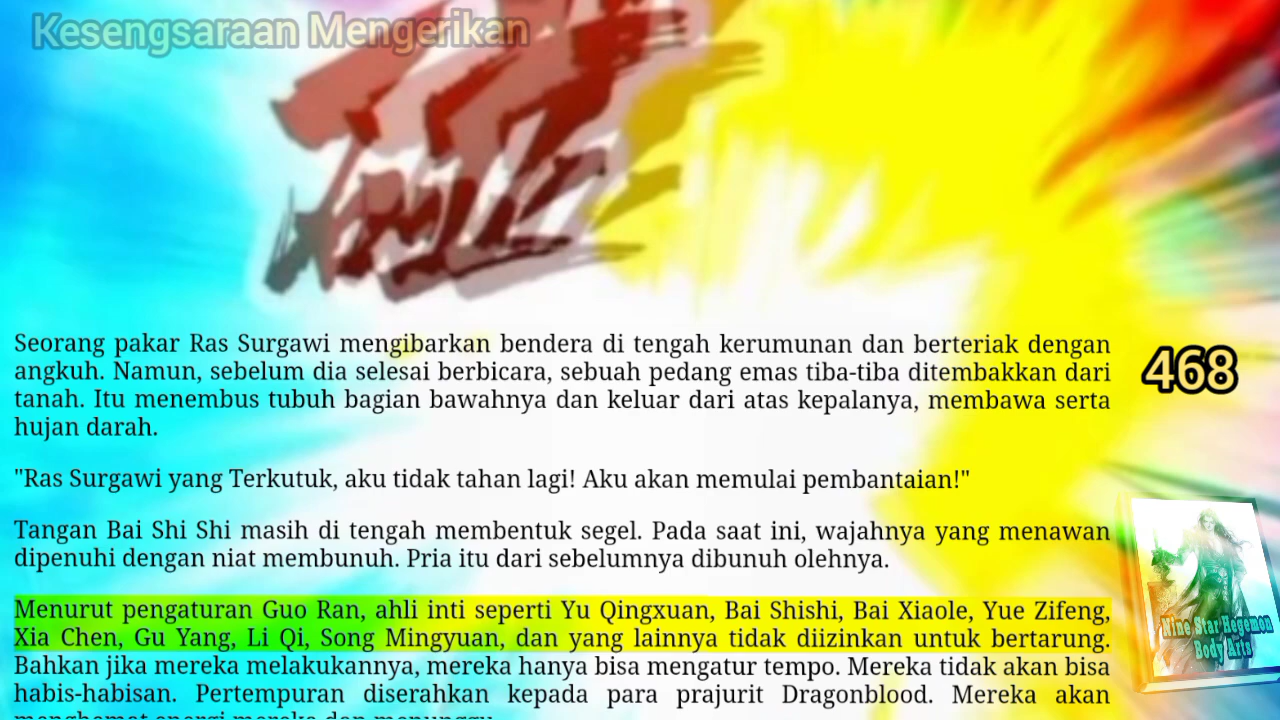 Kesengsaraan Mengerikan
Seorang pakar Ras Surgawi mengibarkan bendera di tengah kerumunan dan berteriak dengan
angkuh. Namun, sebelum dia selesai berbicara, sebuah pedang emas tiba-tiba ditembakkan dari
tanah. Itu menembus tubuh bagian bawahnya dan keluar dari atas kepalanya, membawa serta
hujan darah.
468
"Ras Surgawi yang Terkutuk, aku tidak tahan lagi! Aku akan memulai pembantaian!"
Tangan Bai Shi Shi masih di tengah membentuk segel. Pada saat ini, wajahnya yang menawan
dipenuhi dengan niat membunuh. Pria itu dari sebelumnya dibunuh olehnya.
Menurut pengaturan Guo Ran, ahli inti seperti Yu Qingxuan, Bai Shishi, Bai Xiaole, Yue Zifeng,
Xia Chen, Gu Yang, Li Qi, Song Mingyuan, dan yang lainnya tidak diizinkan untuk bertarung.
Bahkan jika mereka melakukannya, mereka hanya bisa mengatur tempo. Mereka tidak akan bisa
habis-habisan. Pertempuran diserahkan kepada para prajurit Dragonblood. Mereka akan
menghemat energi mereka dan menunggu.
Nine Star Hegemon
Body Arts